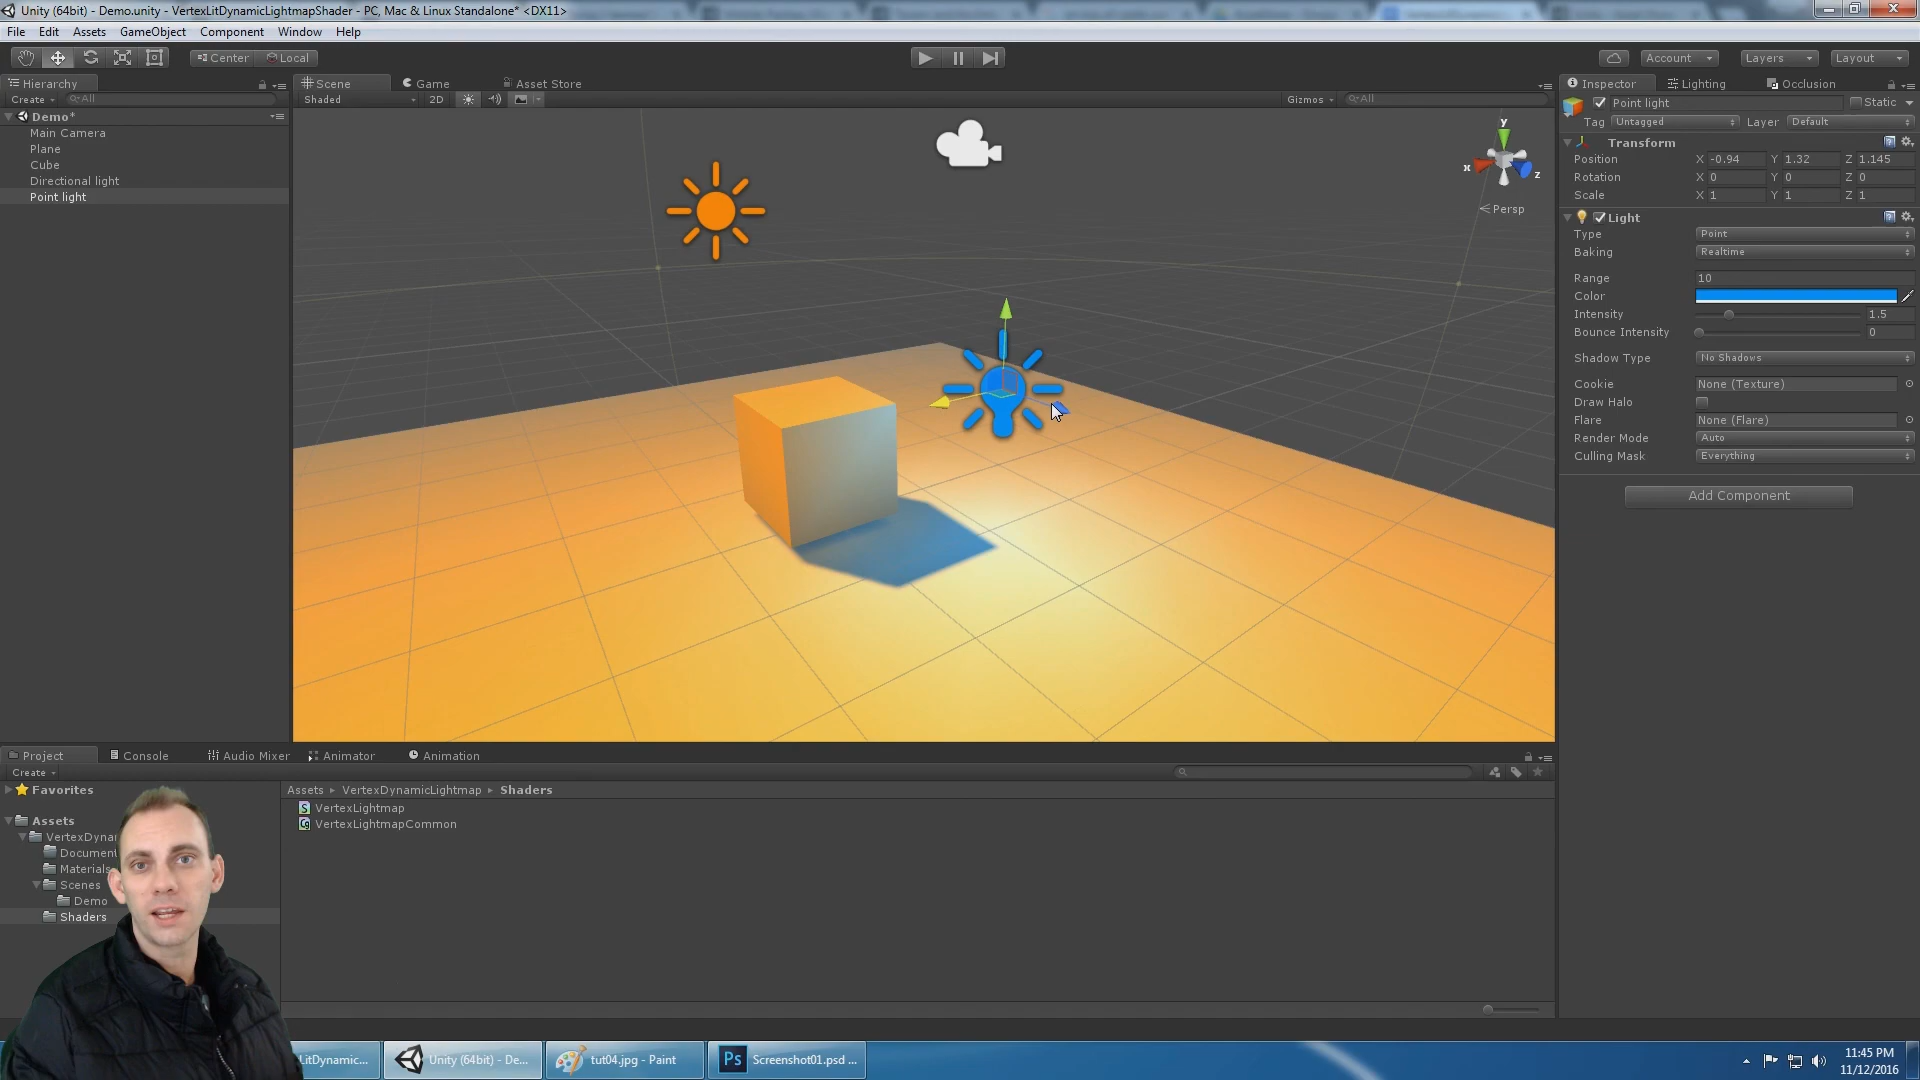 Unity (64bit) - Demo.unity - VertexLitDynamicLightmapShader - PC, Mac & Linux Standalone* <DX11>
File Edit Assets GameObject Component Window Help
Center Local Account Layers Layout
Hierarchy Scene Game Asset Store Inspector Lighting Occlusion
Create All Shaded 2D Gizmos All
Point light Static
Tag Untagged Layer Default
Demo*
Main Camera
Plane
Cube
Directional light
Point light
y
x
z
Persp
Transform
Position X -0.94 Y 1.32 Z 1.145
Rotation X 0 Y 0 Z 0
Scale X 1 Y 1 Z 1
Light
Type Point
Baking Realtime
Range 10
Color
Intensity 1.5
Bounce Intensity 0
Shadow Type No Shadows
Cookie None (Texture)
Draw Halo
Flare None (Flare)
Render Mode Auto
Culling Mask Everything
Add Component
Project Console Audio Mixer Animator Animation
Create
Favorites
Assets
VertexDyna
Document
Materials
Scenes
Demo
Shaders
Assets VertexDynamicLightmap Shaders
VertexLightmap
VertexLightmapCommon
LitDynamic... Unity (64bit) - De... tut04.jpg - Paint Ps Screenshot01.psd ...
11:45 PM
11/12/2016